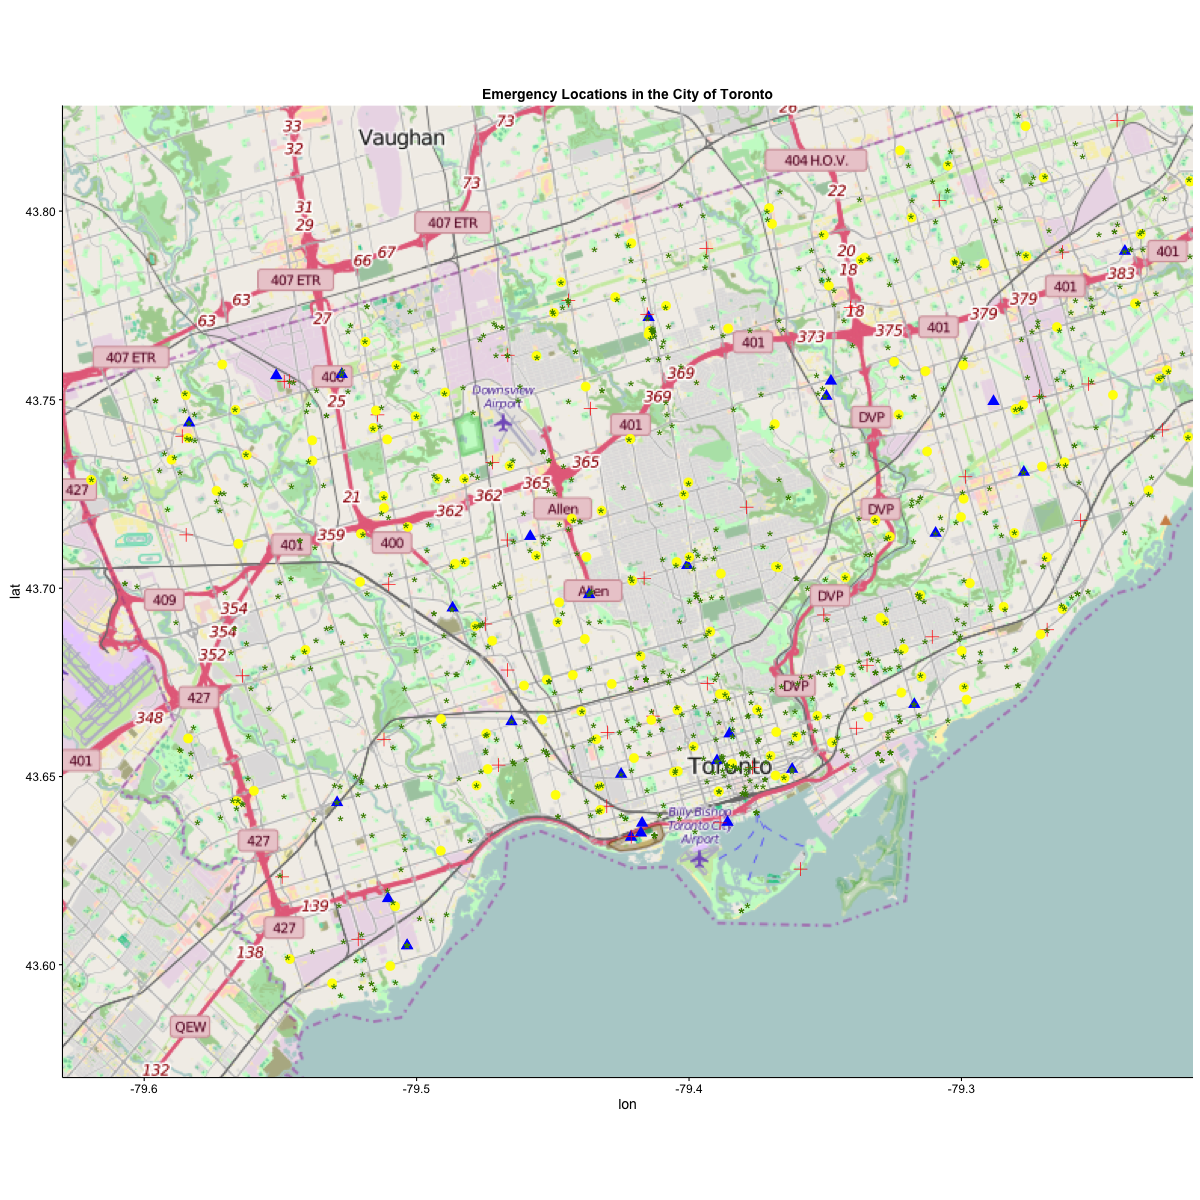 Emergency Locations in the City of Toronto
26
73
33
Vaughan
32
404 H.O.V.
73
22
31
43.80
29
407 ETR
20
401
66 67
18
383
407 ETR
401
63
379
18
379
63
27
373
375
401
401
407 ETR
369
400
369
Downsview
Airport
43.75
25
401
DVP
365
427
365
362
21
362
Allen
DVP
359
401
400
43.70
Allen
DVP
409
354
354
352
DVP
427
348
Toronto
401
43.65
Billy Bishop
Toronto City
Airport
427
139
427
138
43.60
QEW
132
-79.6
-79.5
-79.4
-79.3
lon
lat